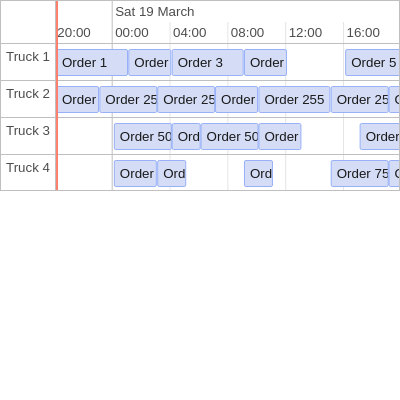 Sat 19 March
20:00 00:00 04:00 08:00 12:00 16:00
Truck 1 Order 1 Order Order 3 Order Order 5
Truck 2 Order Order 25 Order 25 Order Order 255 Order 25
Truck 3 Order 50 Ord Order 50 Order Order
Truck 4 Order Ord Ord Order 75